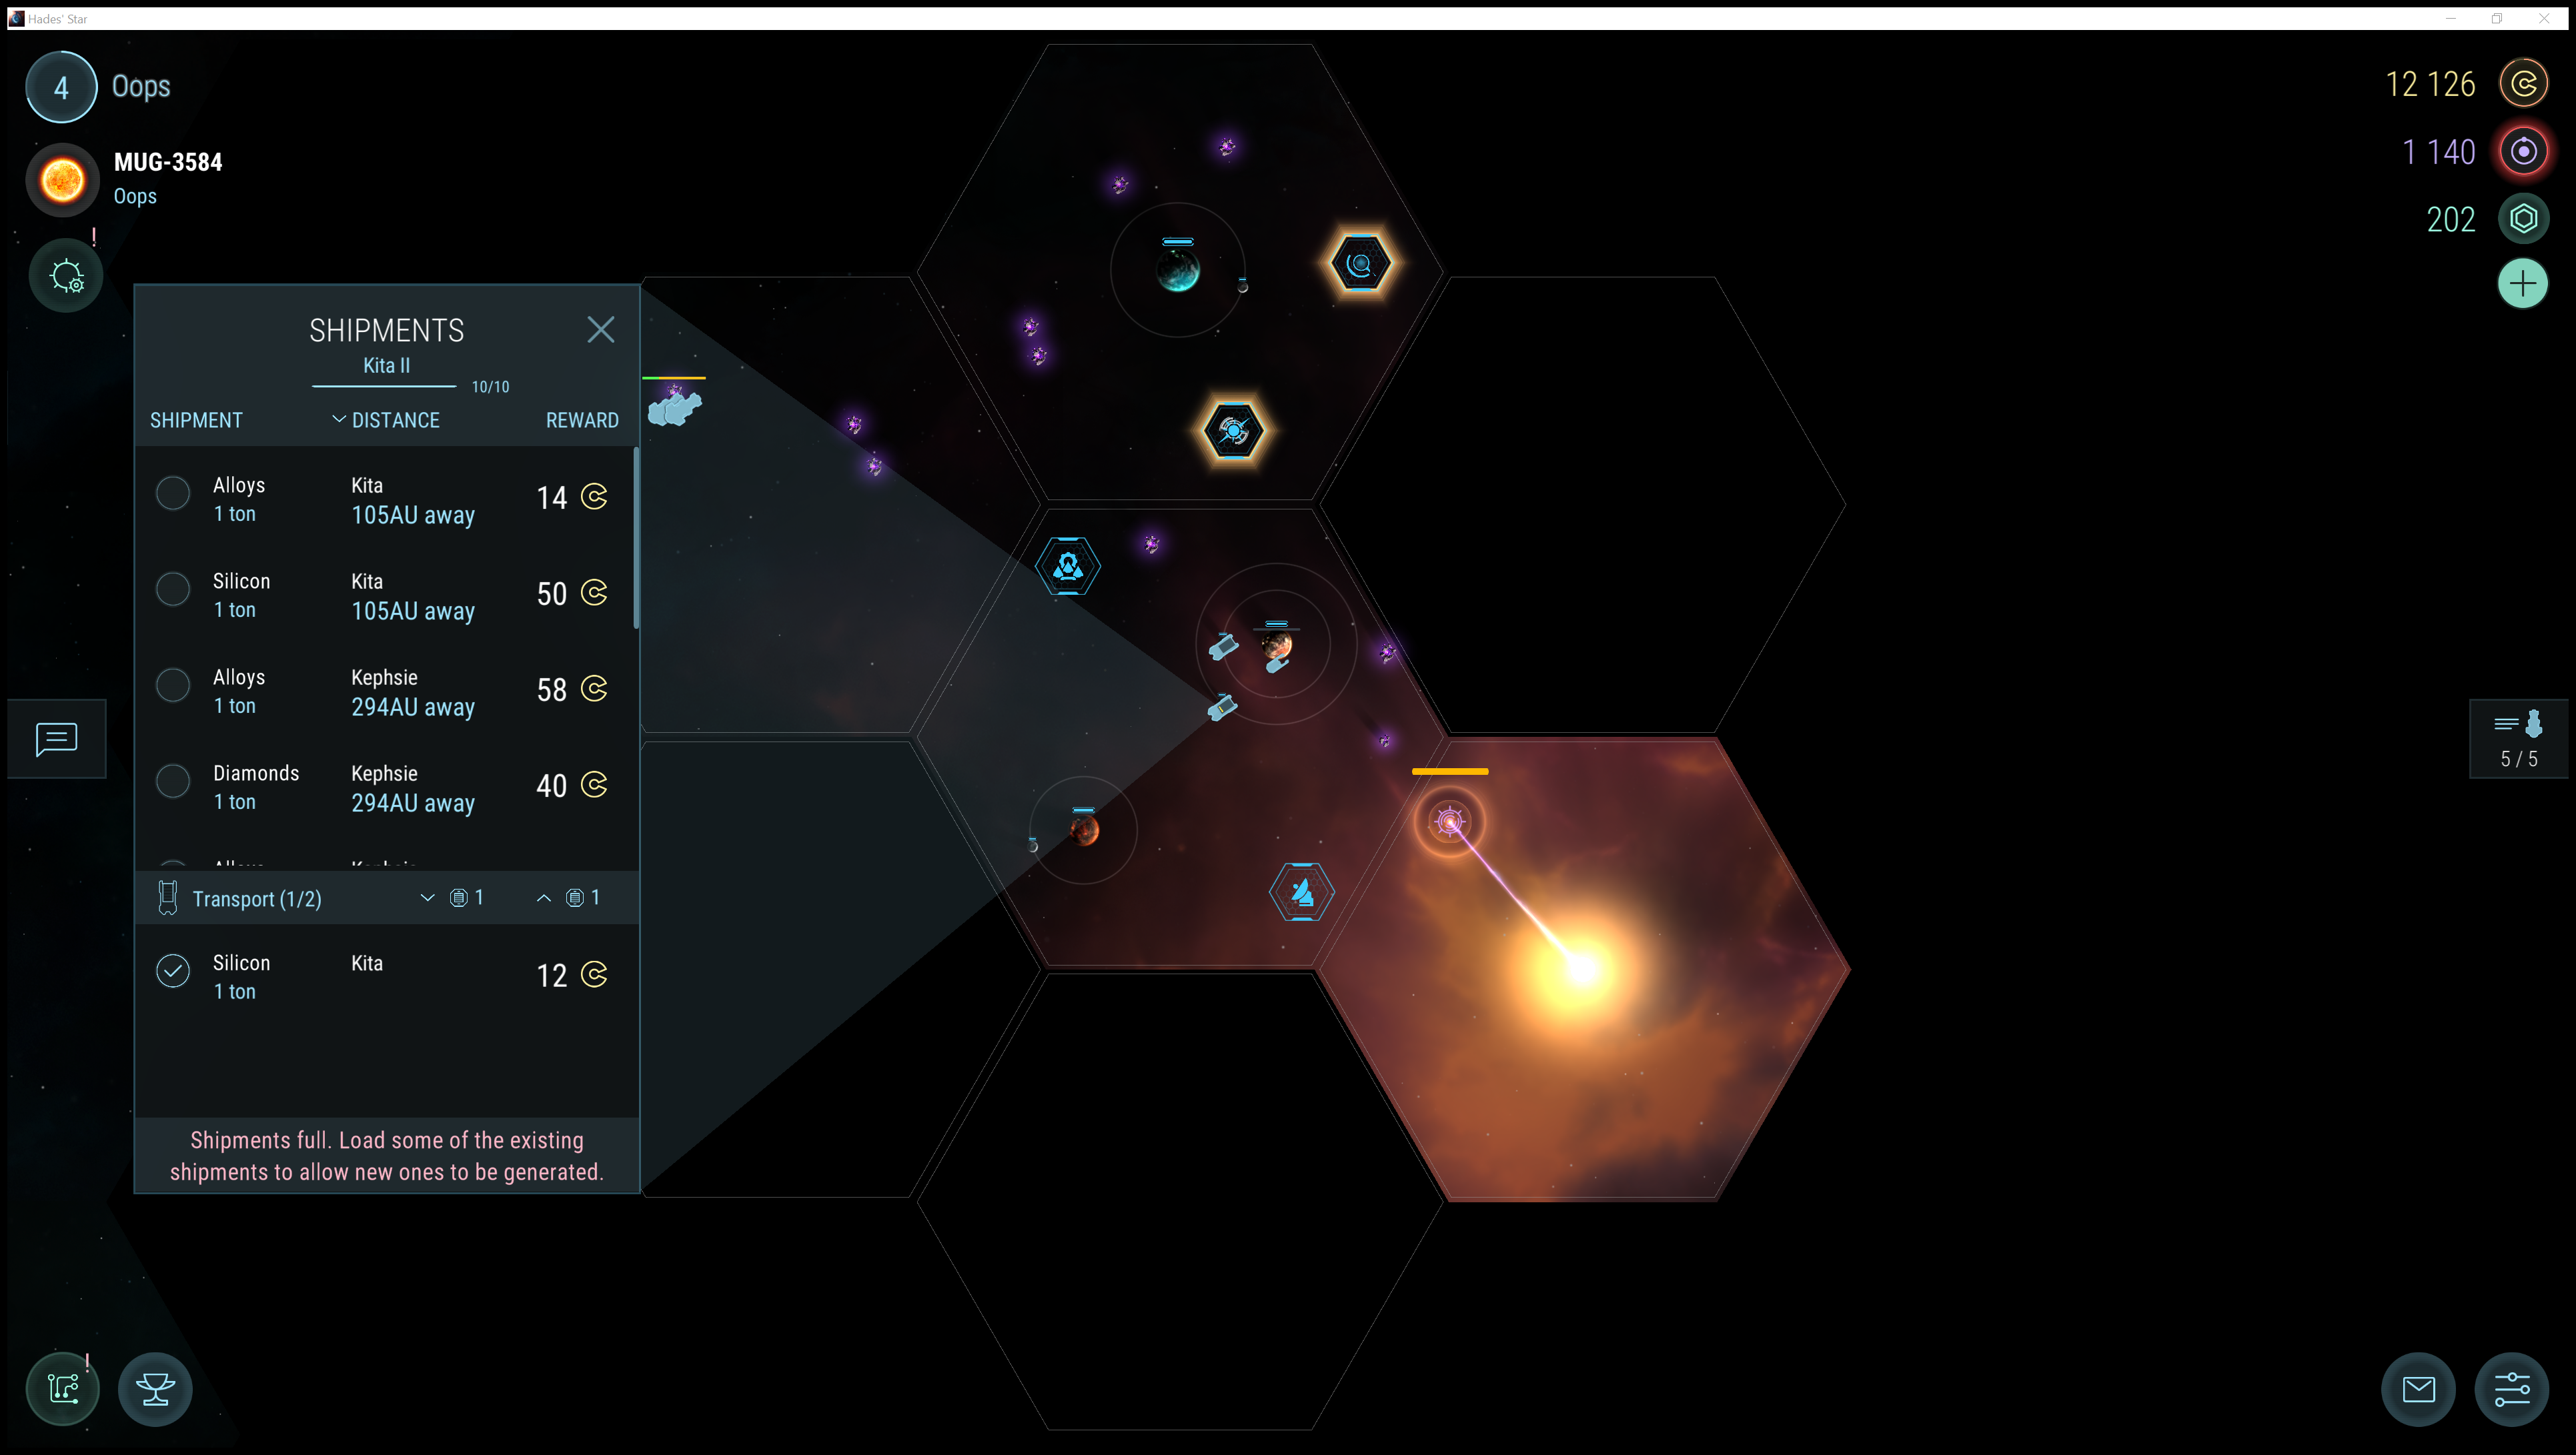 Hades' Star
4 Oops
MUG-3584
Oops
!
12 126
1 140
202
SHIPMENTS
Kita II
10/10
SHIPMENT DISTANCE REWARD
Alloys Kita 14
1 ton 105AU away
Silicon Kita 50
1 ton 105AU away
Alloys Kephsie 58
1 ton 294AU away
Diamonds Kephsie 40
1 ton 294AU away
Alloys Kephsie
Transport (1/2) 1 1
Silicon Kita 12
1 ton
Shipments full. Load some of the existing
shipments to allow new ones to be generated.
5 / 5
!